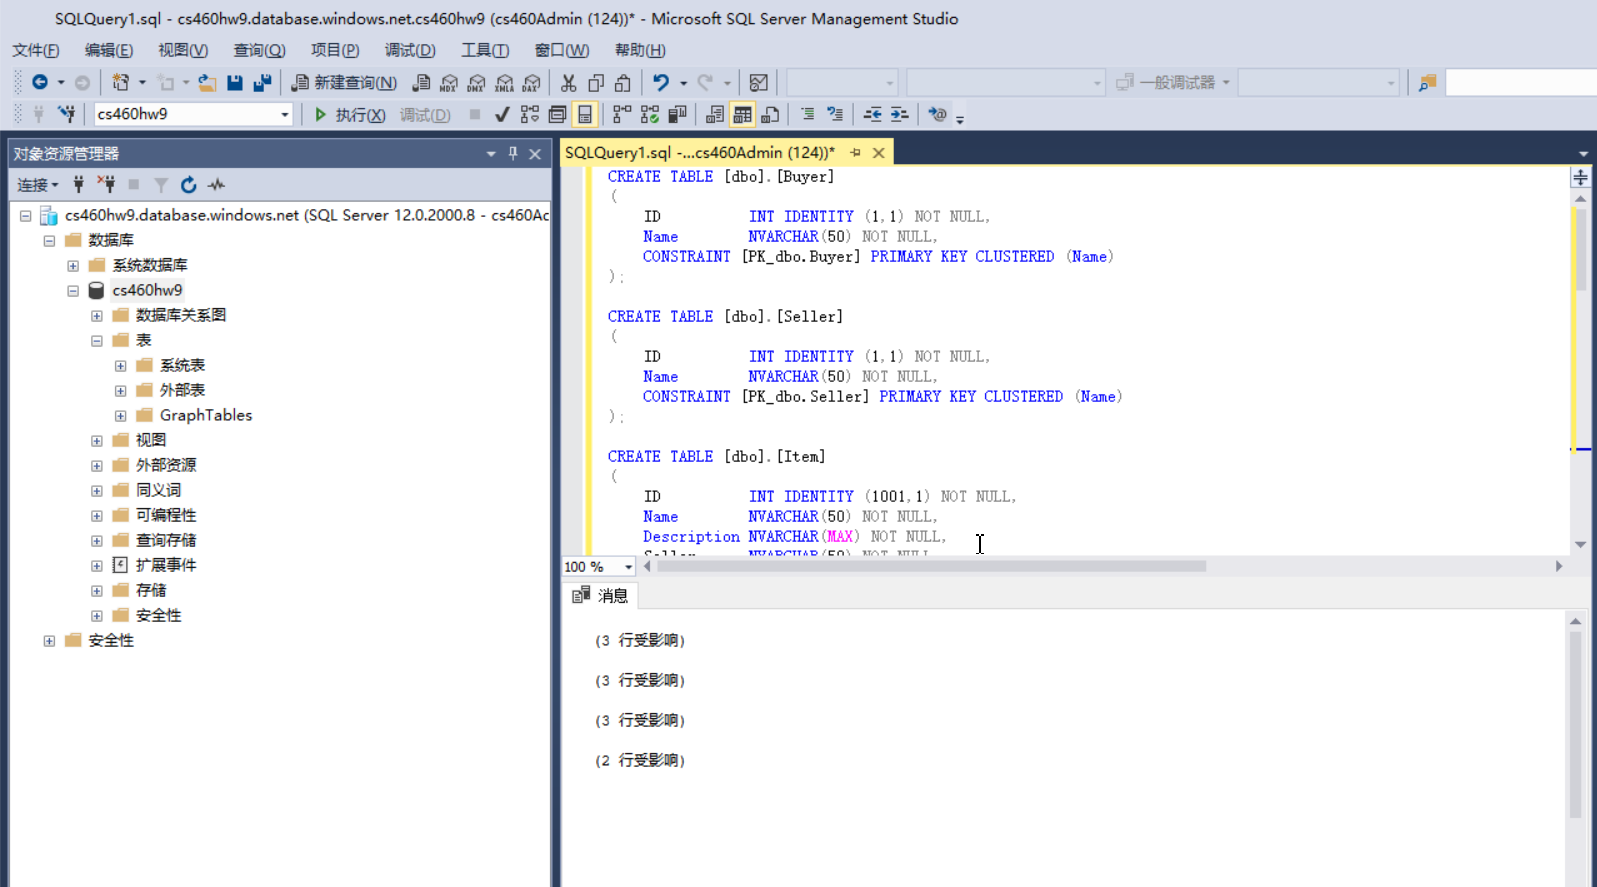 SQLQuery1.sql - cs460hw9.database.windows.net.cs460hw9 (cs460Admin (124))* - Microsoft SQL Server Management Studio
文件(F) 编辑(E) 视图(V) 查询(Q) 项目(P) 调试(D) 工具(T) 窗口(W) 帮助(H)
新建查询(N) MDX DMX XMLA DAX 一般调试器
cs460hw9 执行(X) 调试(D)
对象资源管理器
连接
cs460hw9.database.windows.net (SQL Server 12.0.2000.8 - cs460Ac
数据库
系统数据库
cs460hw9
数据库关系图
表
系统表
外部表
GraphTables
视图
外部资源
同义词
可编程性
查询存储
扩展事件
存储
安全性
安全性
SQLQuery1.sql -...cs460Admin (124))*
CREATE TABLE [dbo].[Buyer]
(
ID INT IDENTITY (1,1) NOT NULL,
Name NVARCHAR(50) NOT NULL,
CONSTRAINT [PK_dbo.Buyer] PRIMARY KEY CLUSTERED (Name)
);
CREATE TABLE [dbo].[Seller]
(
ID INT IDENTITY (1,1) NOT NULL,
Name NVARCHAR(50) NOT NULL,
CONSTRAINT [PK_dbo.Seller] PRIMARY KEY CLUSTERED (Name)
);
CREATE TABLE [dbo].[Item]
(
ID INT IDENTITY (1001,1) NOT NULL,
Name NVARCHAR(50) NOT NULL,
Description NVARCHAR(MAX) NOT NULL,
Seller NVARCHAR(50) NOT NULL
100 %
消息
(3 行受影响)
(3 行受影响)
(3 行受影响)
(2 行受影响)